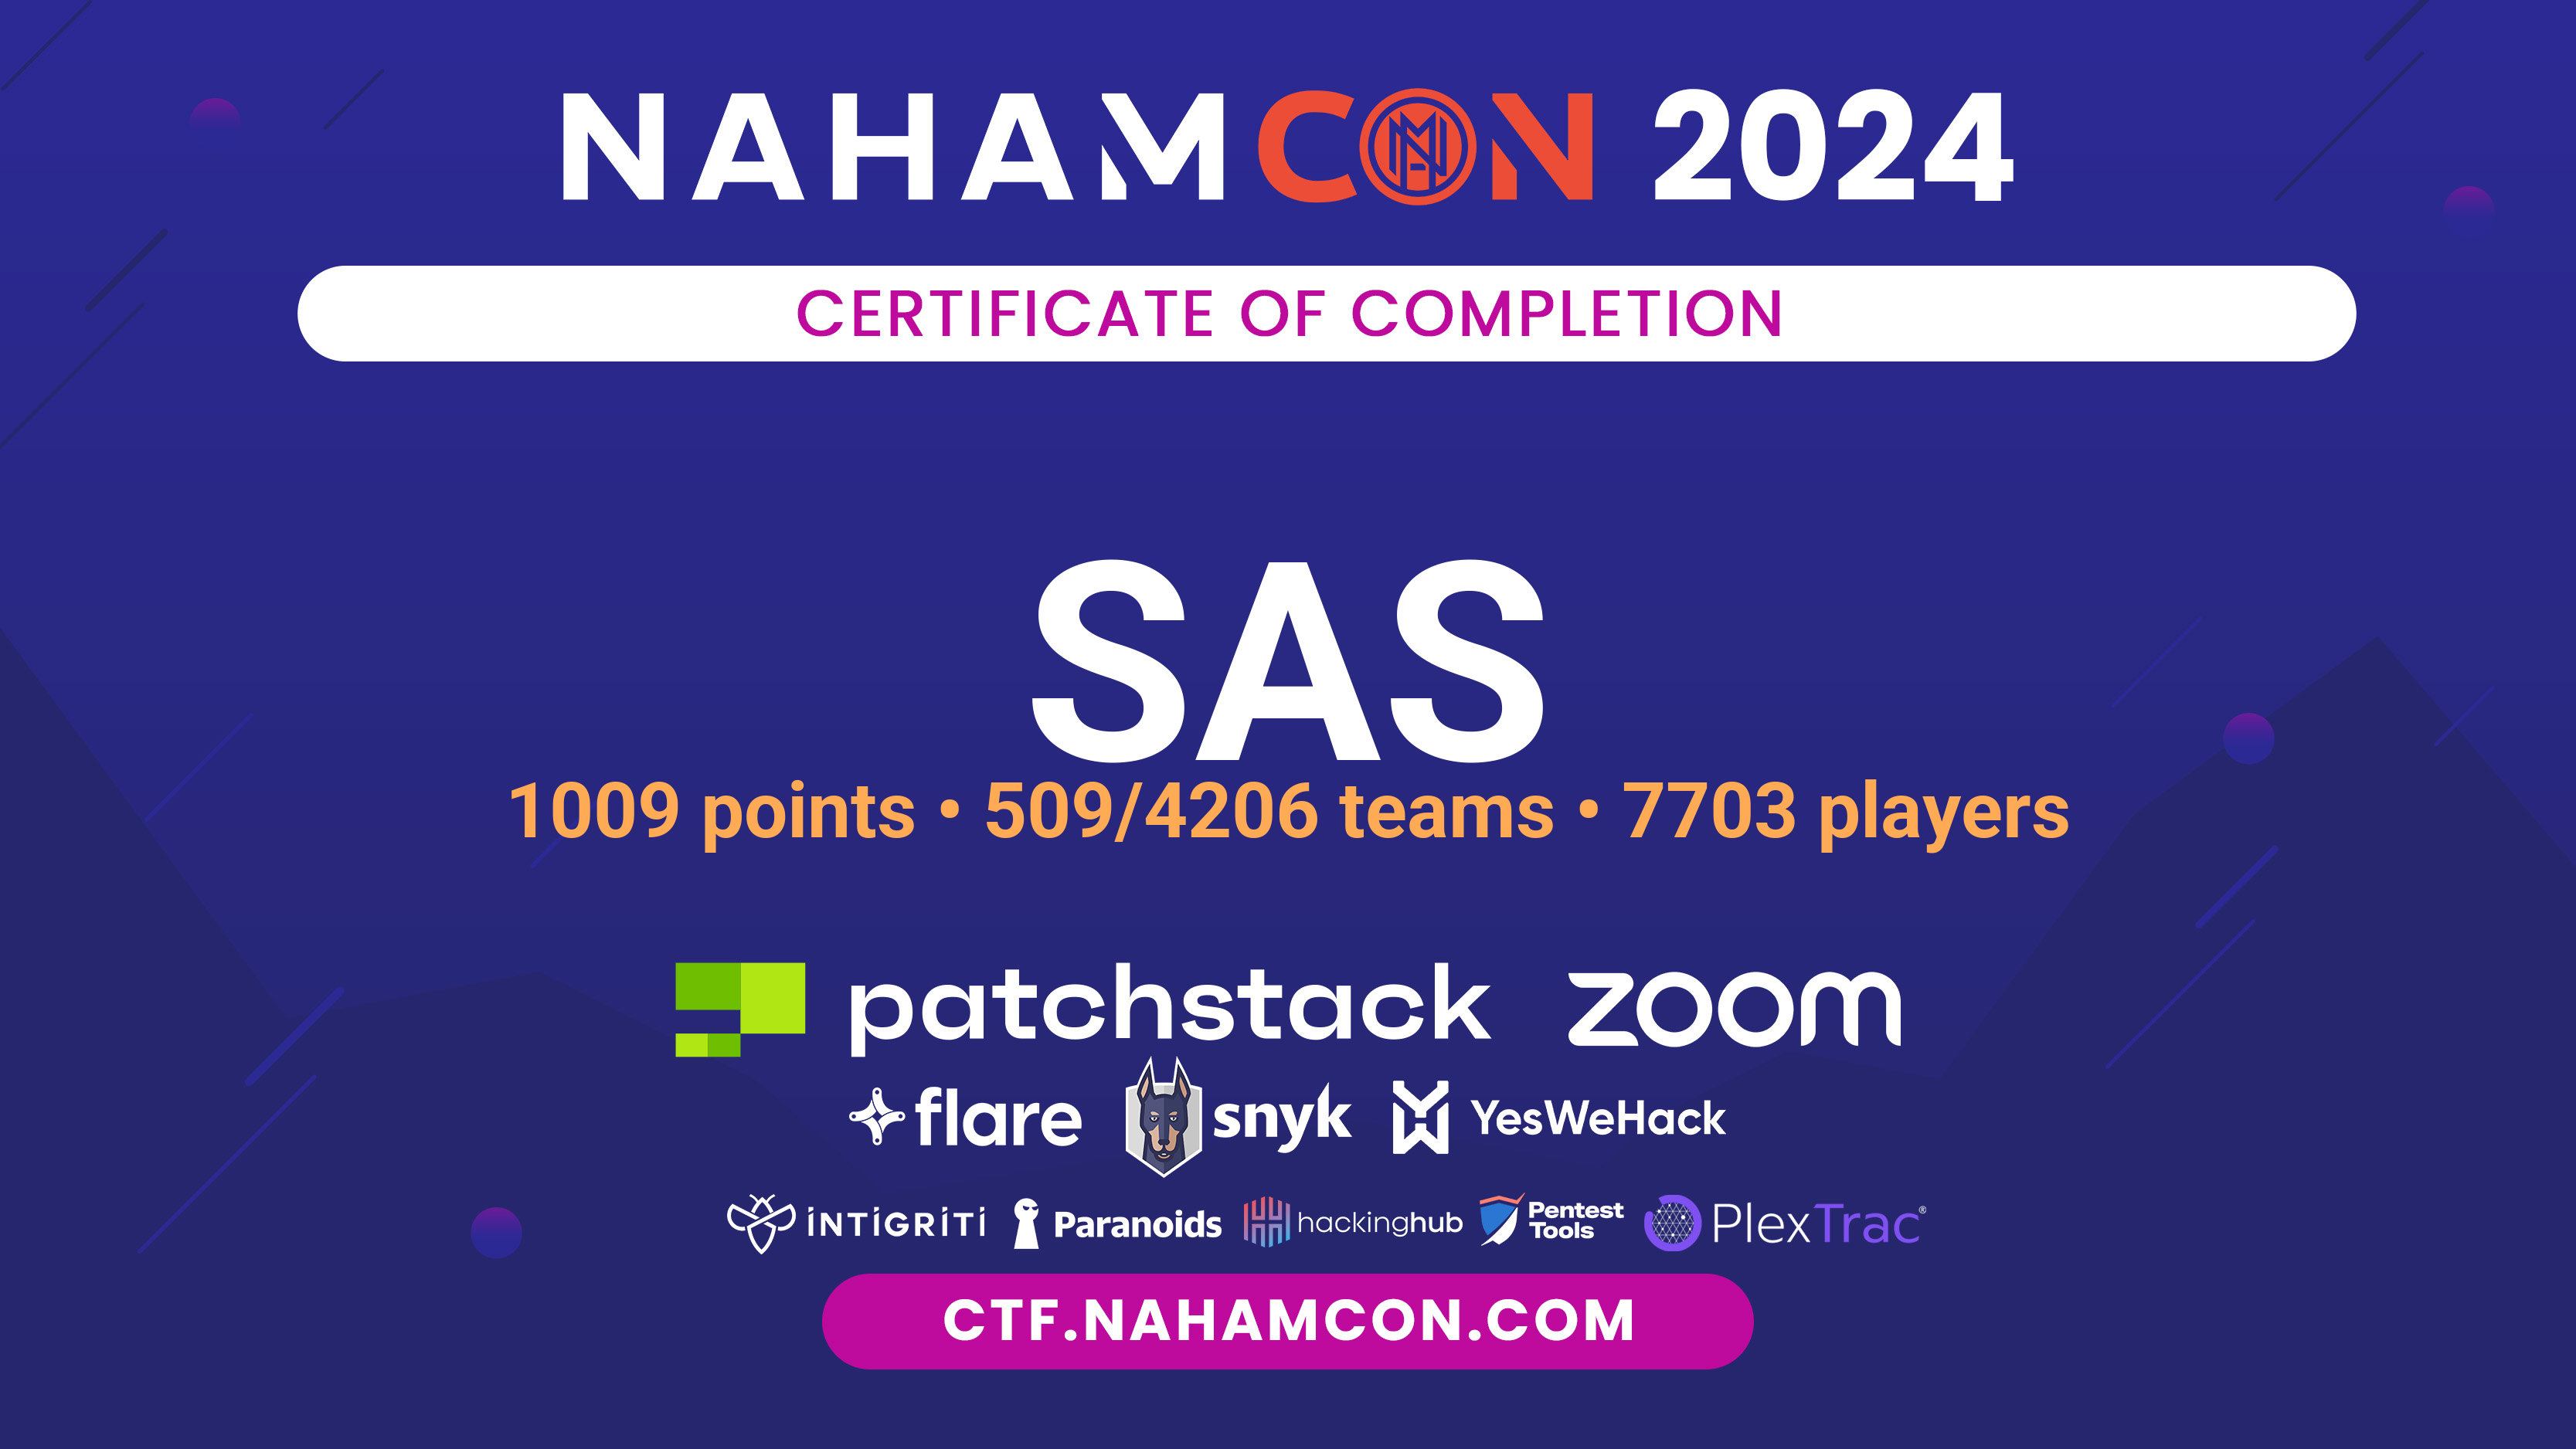 NAHAMCON 2024
CERTIFICATE OF COMPLETION
SAS
1009 points • 509/4206 teams • 7703 players
patchstack zoom
flare snyk YesWeHack
INTIGRITI Paranoids hackinghub Pentest Tools PlexTrac®
CTF.NAHAMCON.COM